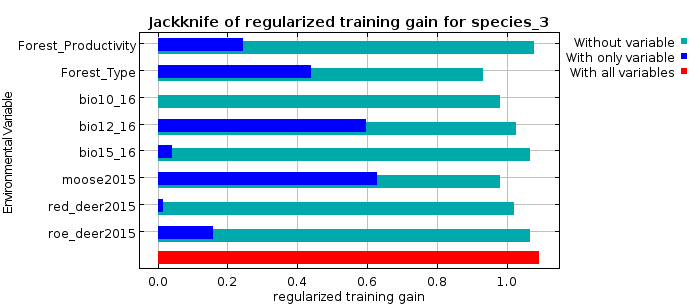 Jackknife of regularized training gain for species_3
Without variable
With only variable
With all variables
Environmental Variable
Forest_Productivity
Forest_Type
bio10_16
bio12_16
bio15_16
moose2015
red_deer2015
roe_deer2015
0.0 0.2 0.4 0.6 0.8 1.0
regularized training gain